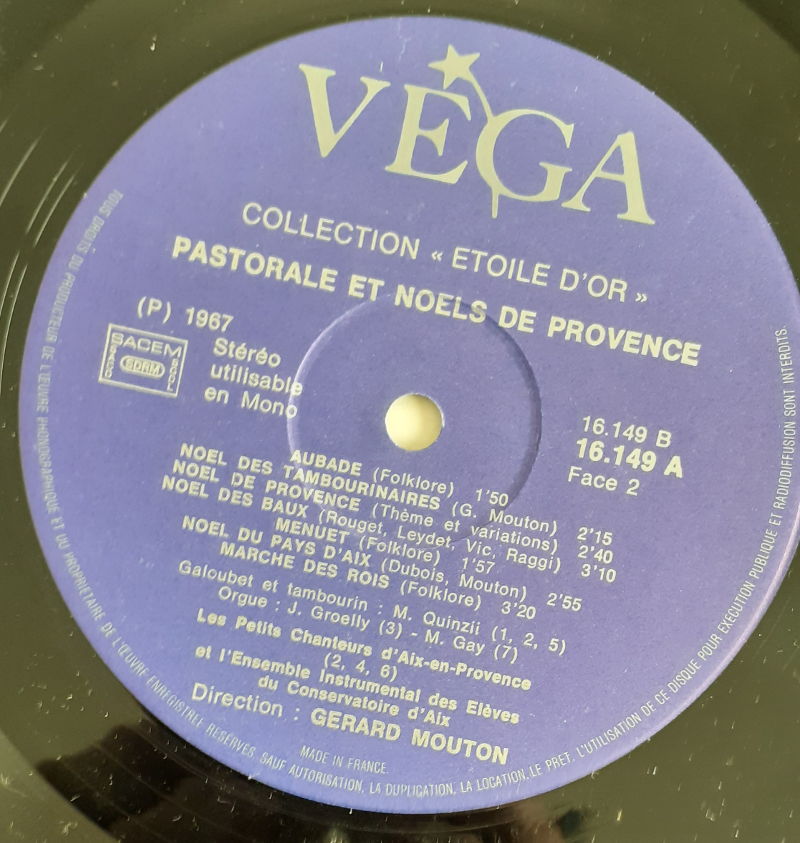 VEGA
COLLECTION « ETOILE D'OR »
PASTORALE ET NOELS DE PROVENCE
(P) 1967
SACEM
SACD
SDRM
SGDL
Stéréo
utilisable
en Mono
16.149 B
16.149 A
Face 2
AUBADE (Folklore) 1'50
NOEL DES TAMBOURINAIRES (G. Mouton) 2'15
NOEL DE PROVENCE (Thème et variations) 2'40
NOEL DES BAUX (Rouget, Leydet, Vic, Raggi) 3'10
MENUET (Folklore) 1'57
NOEL DU PAYS D'AIX (Dubois, Mouton) 2'55
MARCHE DES ROIS (Folklore) 3'20
Galoubet et tambourin : M. Quinzii (1, 2, 5)
Orgue : J. Groelly (3) - M. Gay (7)
Les Petits Chanteurs d'Aix-en-Provence
(2, 4, 6)
et l'Ensemble Instrumental des Elèves
du Conservatoire d'Aix
Direction : GERARD MOUTON
MADE IN FRANCE.
TOUS DROITS DU PRODUCTEUR DE L'ŒUVRE PHONOGRAPHIQUE ET DU PROPRIETAIRE DE L'ŒUVRE ENREGISTREE RESERVES. SAUF AUTORISATION, LA DUPLICATION, LA LOCATION, LE PRET, L'UTILISATION DE CE DISQUE POUR EXECUTION PUBLIQUE ET RADIODIFFUSION SONT INTERDITS.